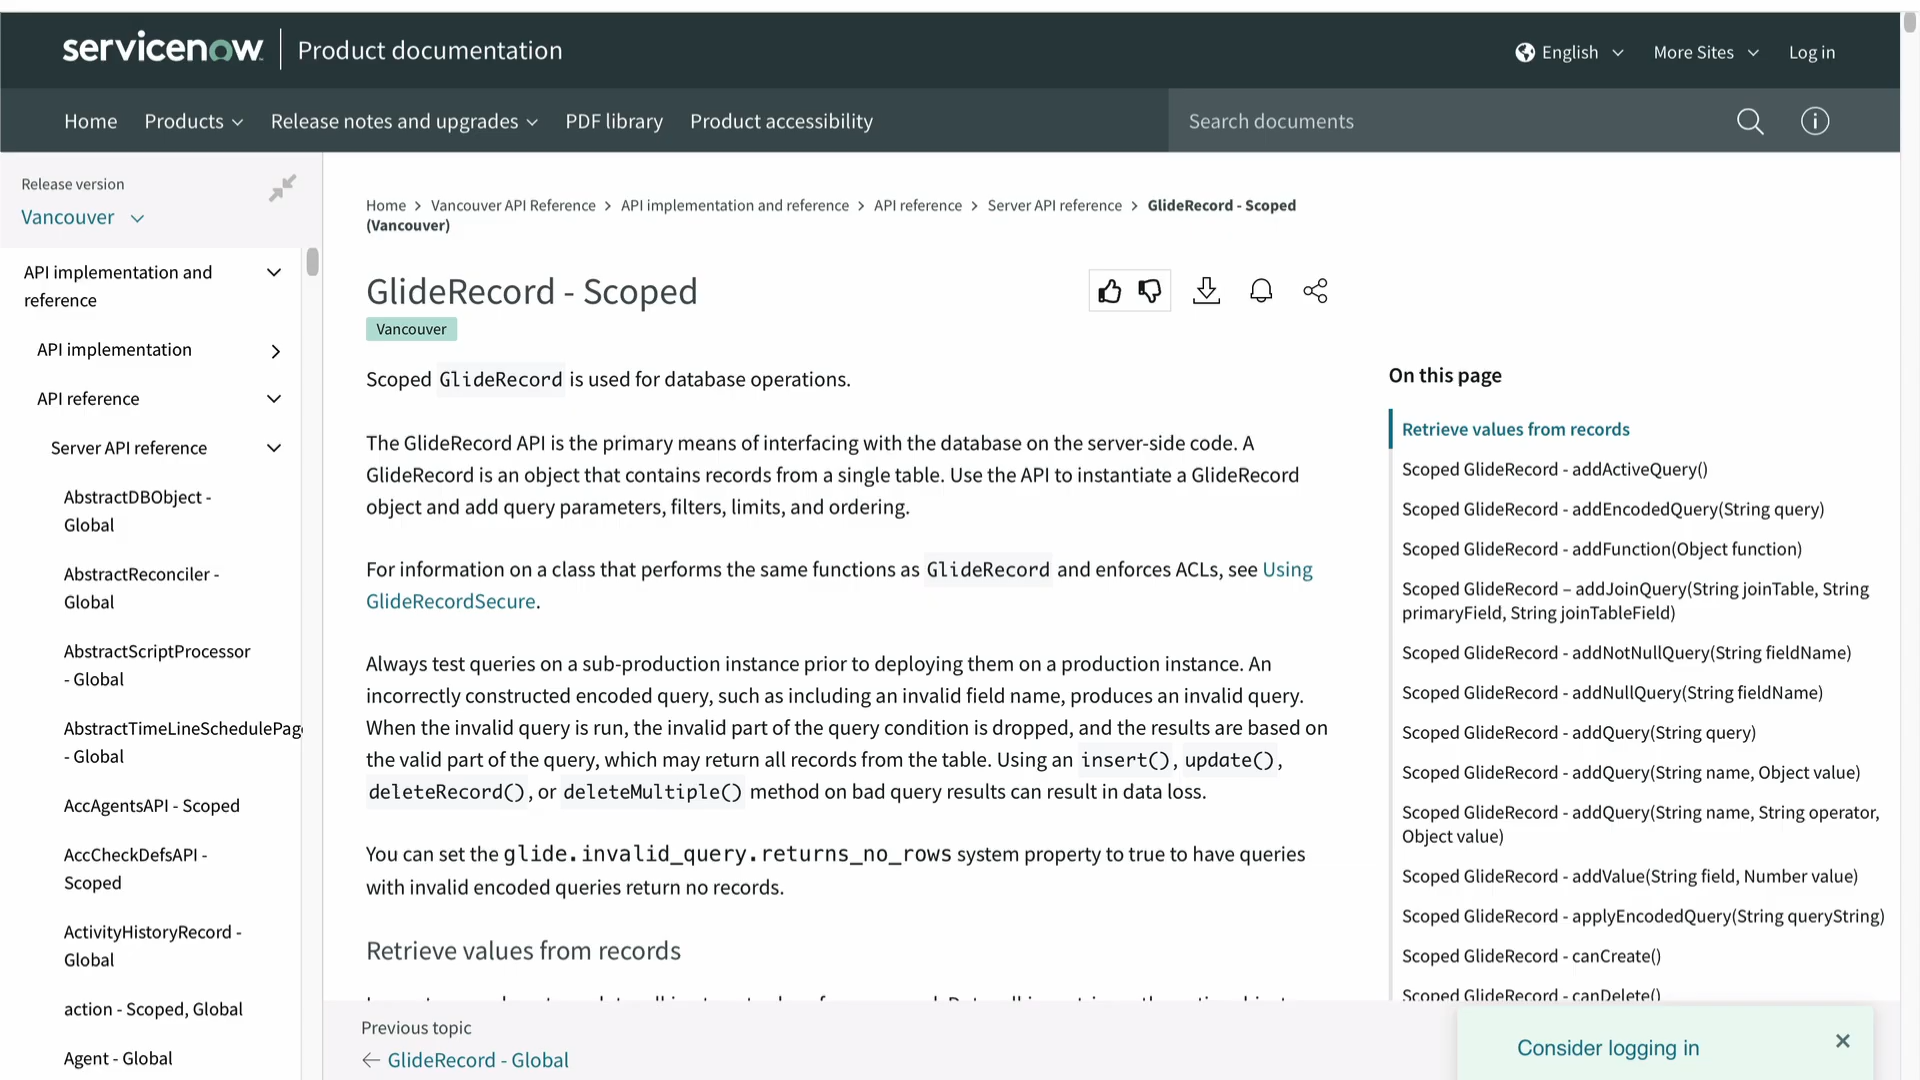 servicenow
Product documentation
English
More Sites
Log in
Home
Products
Release notes and upgrades
PDF library
Product accessibility
Search documents
Release version
Vancouver
API implementation and
reference
API implementation
API reference
Server API reference
AbstractDBObject -
Global
AbstractReconciler -
Global
AbstractScriptProcessor
- Global
AbstractTimeLineSchedulePage
- Global
AccAgentsAPI - Scoped
AccCheckDefsAPI -
Scoped
ActivityHistoryRecord -
Global
action - Scoped, Global
Agent - Global
Home > Vancouver API Reference > API implementation and reference > API reference > Server API reference > GlideRecord - Scoped
(Vancouver)
GlideRecord - Scoped
Vancouver
Scoped GlideRecord is used for database operations.
The GlideRecord API is the primary means of interfacing with the database on the server-side code. A
GlideRecord is an object that contains records from a single table. Use the API to instantiate a GlideRecord
object and add query parameters, filters, limits, and ordering.
For information on a class that performs the same functions as GlideRecord and enforces ACLs, see Using
GlideRecordSecure.
Always test queries on a sub-production instance prior to deploying them on a production instance. An
incorrectly constructed encoded query, such as including an invalid field name, produces an invalid query.
When the invalid query is run, the invalid part of the query condition is dropped, and the results are based on
the valid part of the query, which may return all records from the table. Using an insert(), update(),
deleteRecord(), or deleteMultiple() method on bad query results can result in data loss.
You can set the glide.invalid_query.returns_no_rows system property to true to have queries
with invalid encoded queries return no records.
Retrieve values from records
Previous topic
← GlideRecord - Global
On this page
Retrieve values from records
Scoped GlideRecord - addActiveQuery()
Scoped GlideRecord - addEncodedQuery(String query)
Scoped GlideRecord - addFunction(Object function)
Scoped GlideRecord – addJoinQuery(String joinTable, String
primaryField, String joinTableField)
Scoped GlideRecord - addNotNullQuery(String fieldName)
Scoped GlideRecord - addNullQuery(String fieldName)
Scoped GlideRecord - addQuery(String query)
Scoped GlideRecord - addQuery(String name, Object value)
Scoped GlideRecord - addQuery(String name, String operator,
Object value)
Scoped GlideRecord - addValue(String field, Number value)
Scoped GlideRecord - applyEncodedQuery(String queryString)
Scoped GlideRecord - canCreate()
Scoped GlideRecord - canDelete()
Consider logging in